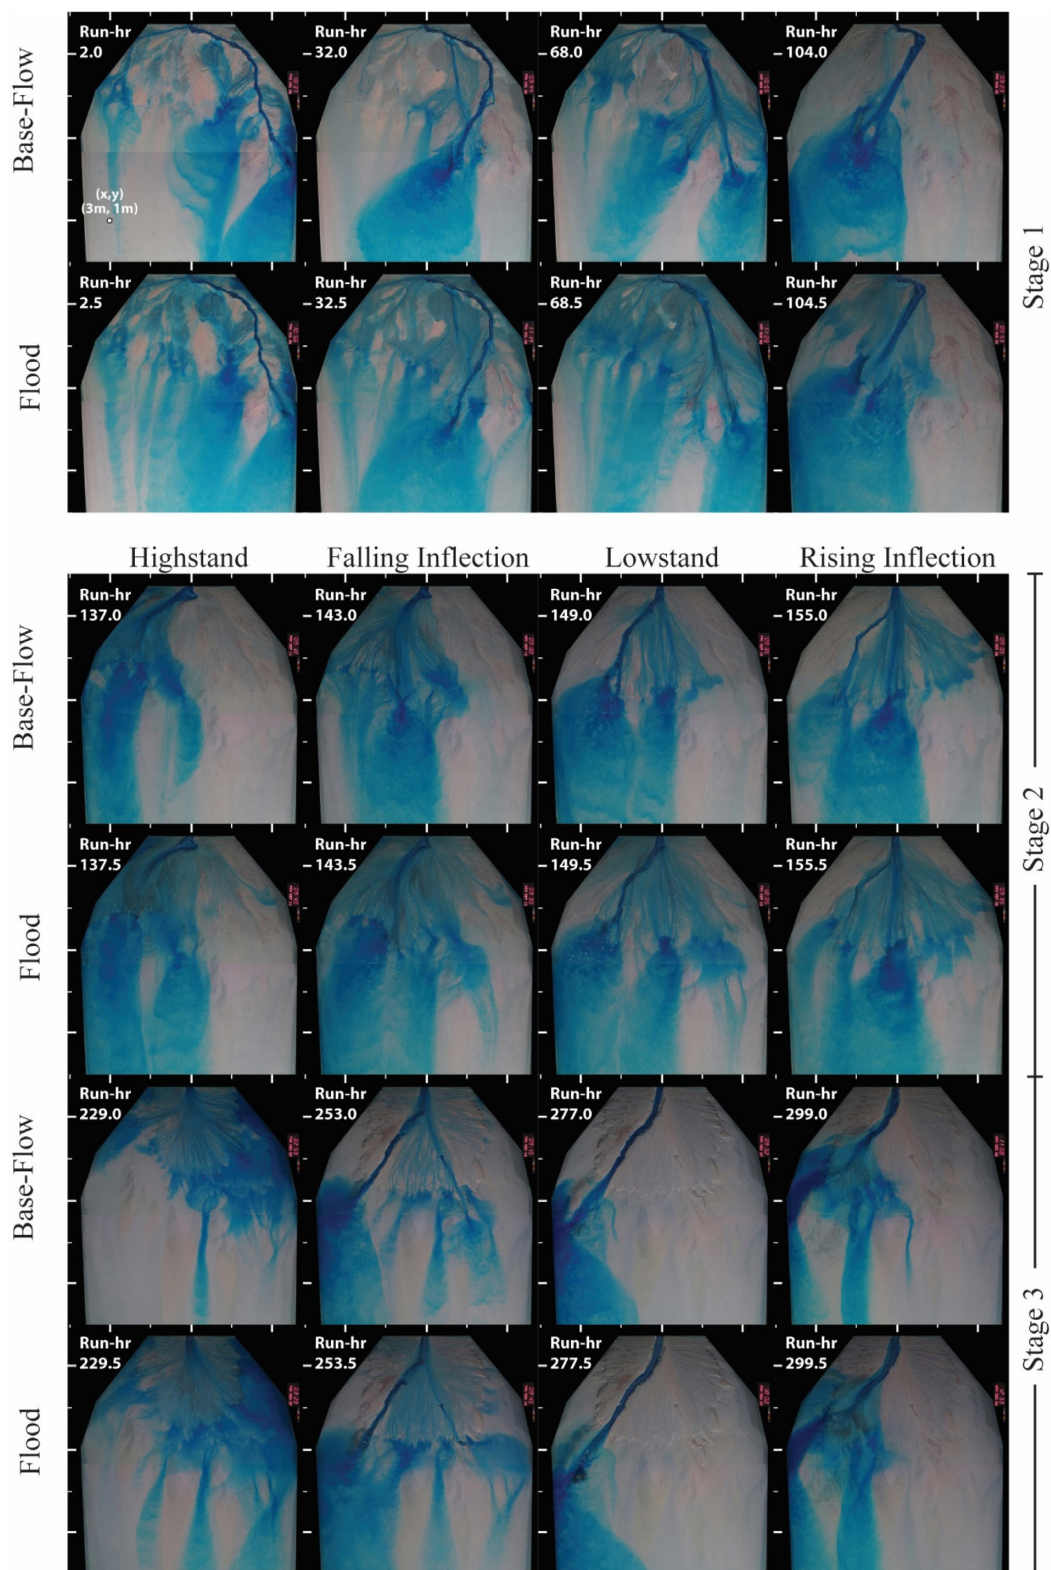 Base-Flow
Run-hr
2.0
Run-hr
32.0
Run-hr
68.0
Run-hr
104.0
(x,y)
(3m, 1m)
Stage 1
Flood
Run-hr
2.5
Run-hr
32.5
Run-hr
68.5
Run-hr
104.5
Highstand
Falling Inflection
Lowstand
Rising Inflection
Base-Flow
Run-hr
137.0
Run-hr
143.0
Run-hr
149.0
Run-hr
155.0
Stage 2
Flood
Run-hr
137.5
Run-hr
143.5
Run-hr
149.5
Run-hr
155.5
Base-Flow
Run-hr
229.0
Run-hr
253.0
Run-hr
277.0
Run-hr
299.0
Stage 3
Flood
Run-hr
229.5
Run-hr
253.5
Run-hr
277.5
Run-hr
299.5